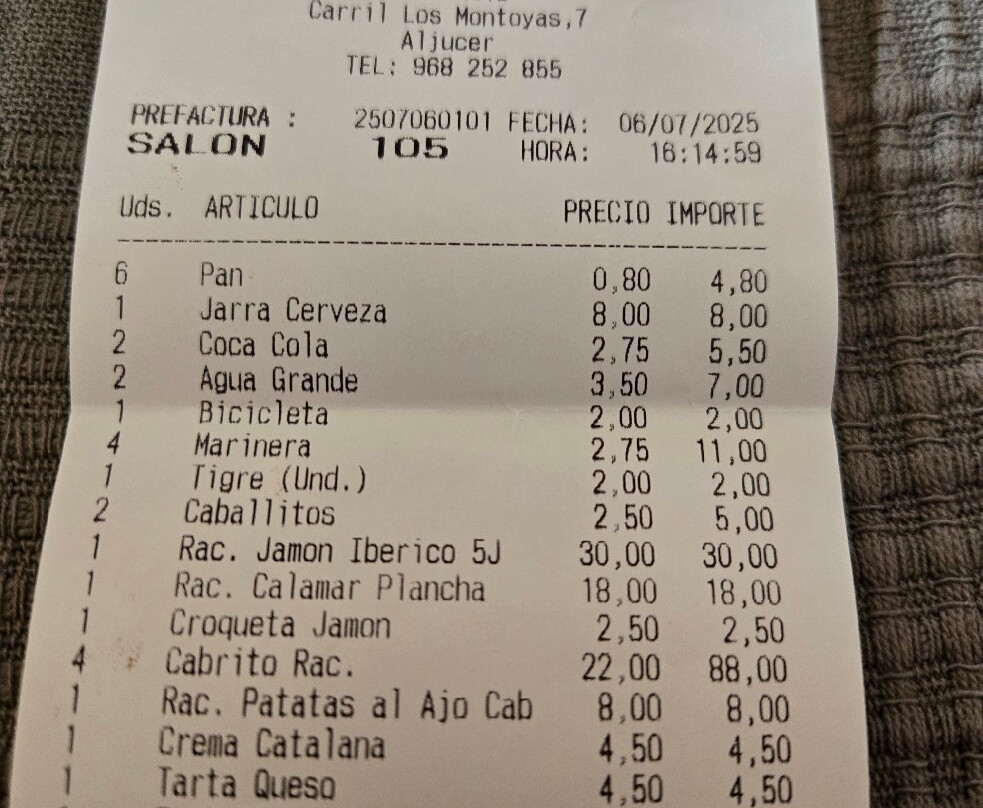 Carril Los Montoyas,7
Aljucer
TEL: 968 252 855
PREFACTURA : 2507060101 FECHA: 06/07/2025
SALON 105 HORA: 16:14:59
Uds. ARTICULO PRECIO IMPORTE
6 Pan 0,80 4,80
1 Jarra Cerveza 8,00 8,00
2 Coca Cola 2,75 5,50
2 Agua Grande 3,50 7,00
1 Bicicleta 2,00 2,00
4 Marinera 2,75 11,00
1 Tigre (Und.) 2,00 2,00
2 Caballitos 2,50 5,00
1 Rac. Jamon Iberico 5J 30,00 30,00
1 Rac. Calamar Plancha 18,00 18,00
1 Croqueta Jamon 2,50 2,50
4 Cabrito Rac. 22,00 88,00
1 Rac. Patatas al Ajo Cab 8,00 8,00
1 Crema Catalana 4,50 4,50
1 Tarta Queso 4,50 4,50